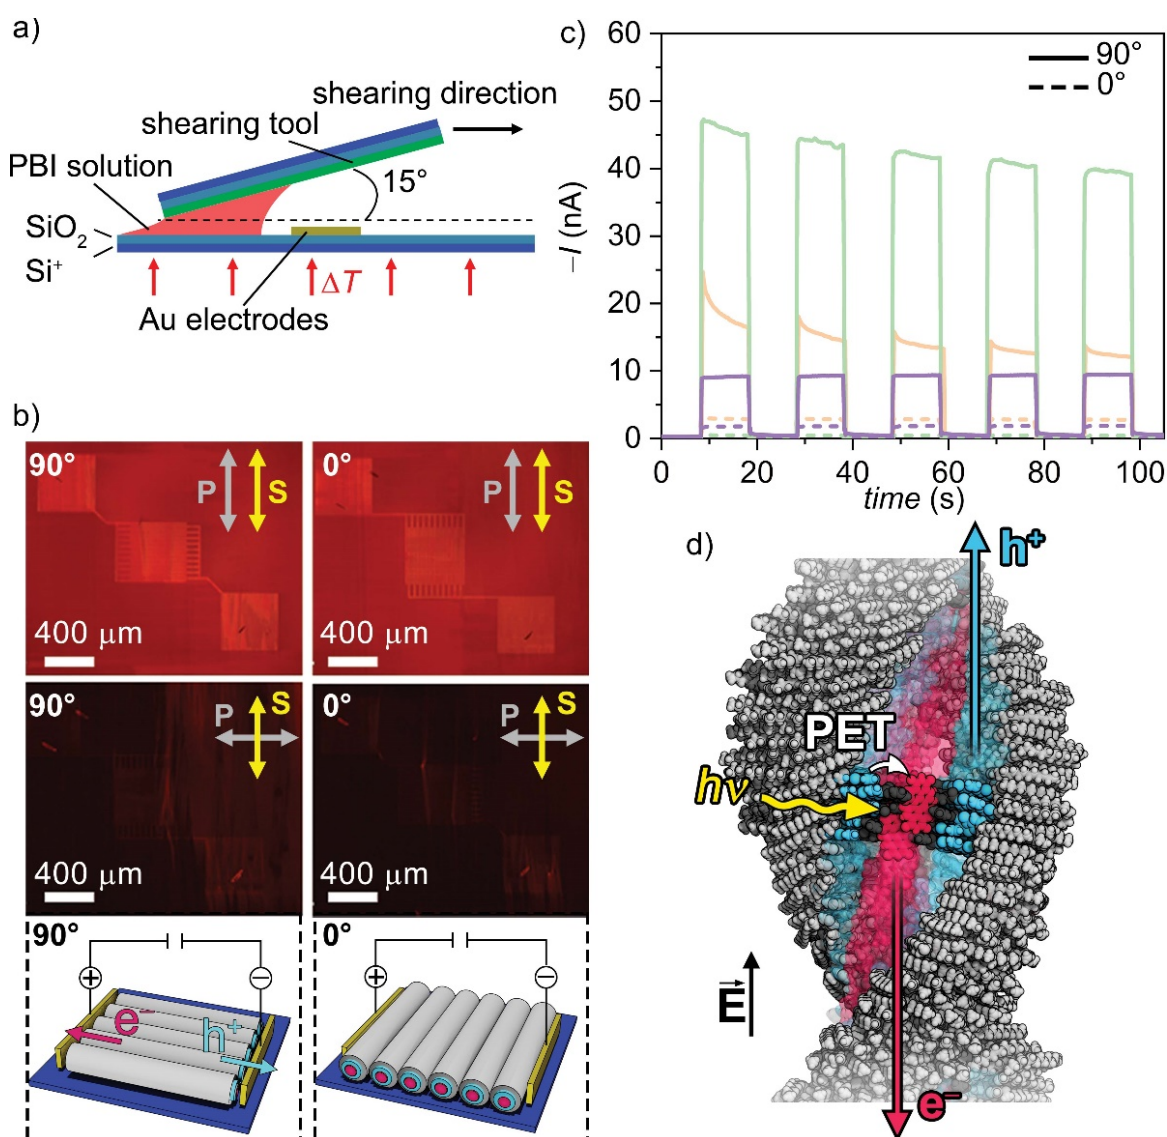 a)
shearing direction
shearing tool
PBI solution
15°
SiO2
Si+
ΔT
Au electrodes
b)
90°
P
S
400 μm
0°
P
S
400 μm
90°
P
S
400 μm
0°
P
S
400 μm
90°
+
−
e−
h+
0°
+
−
c)
60
50
40
30
20
10
0
−I (nA)
90°
0°
0 20 40 60 80 100
time (s)
d)
h+
PET
hν
E
e−